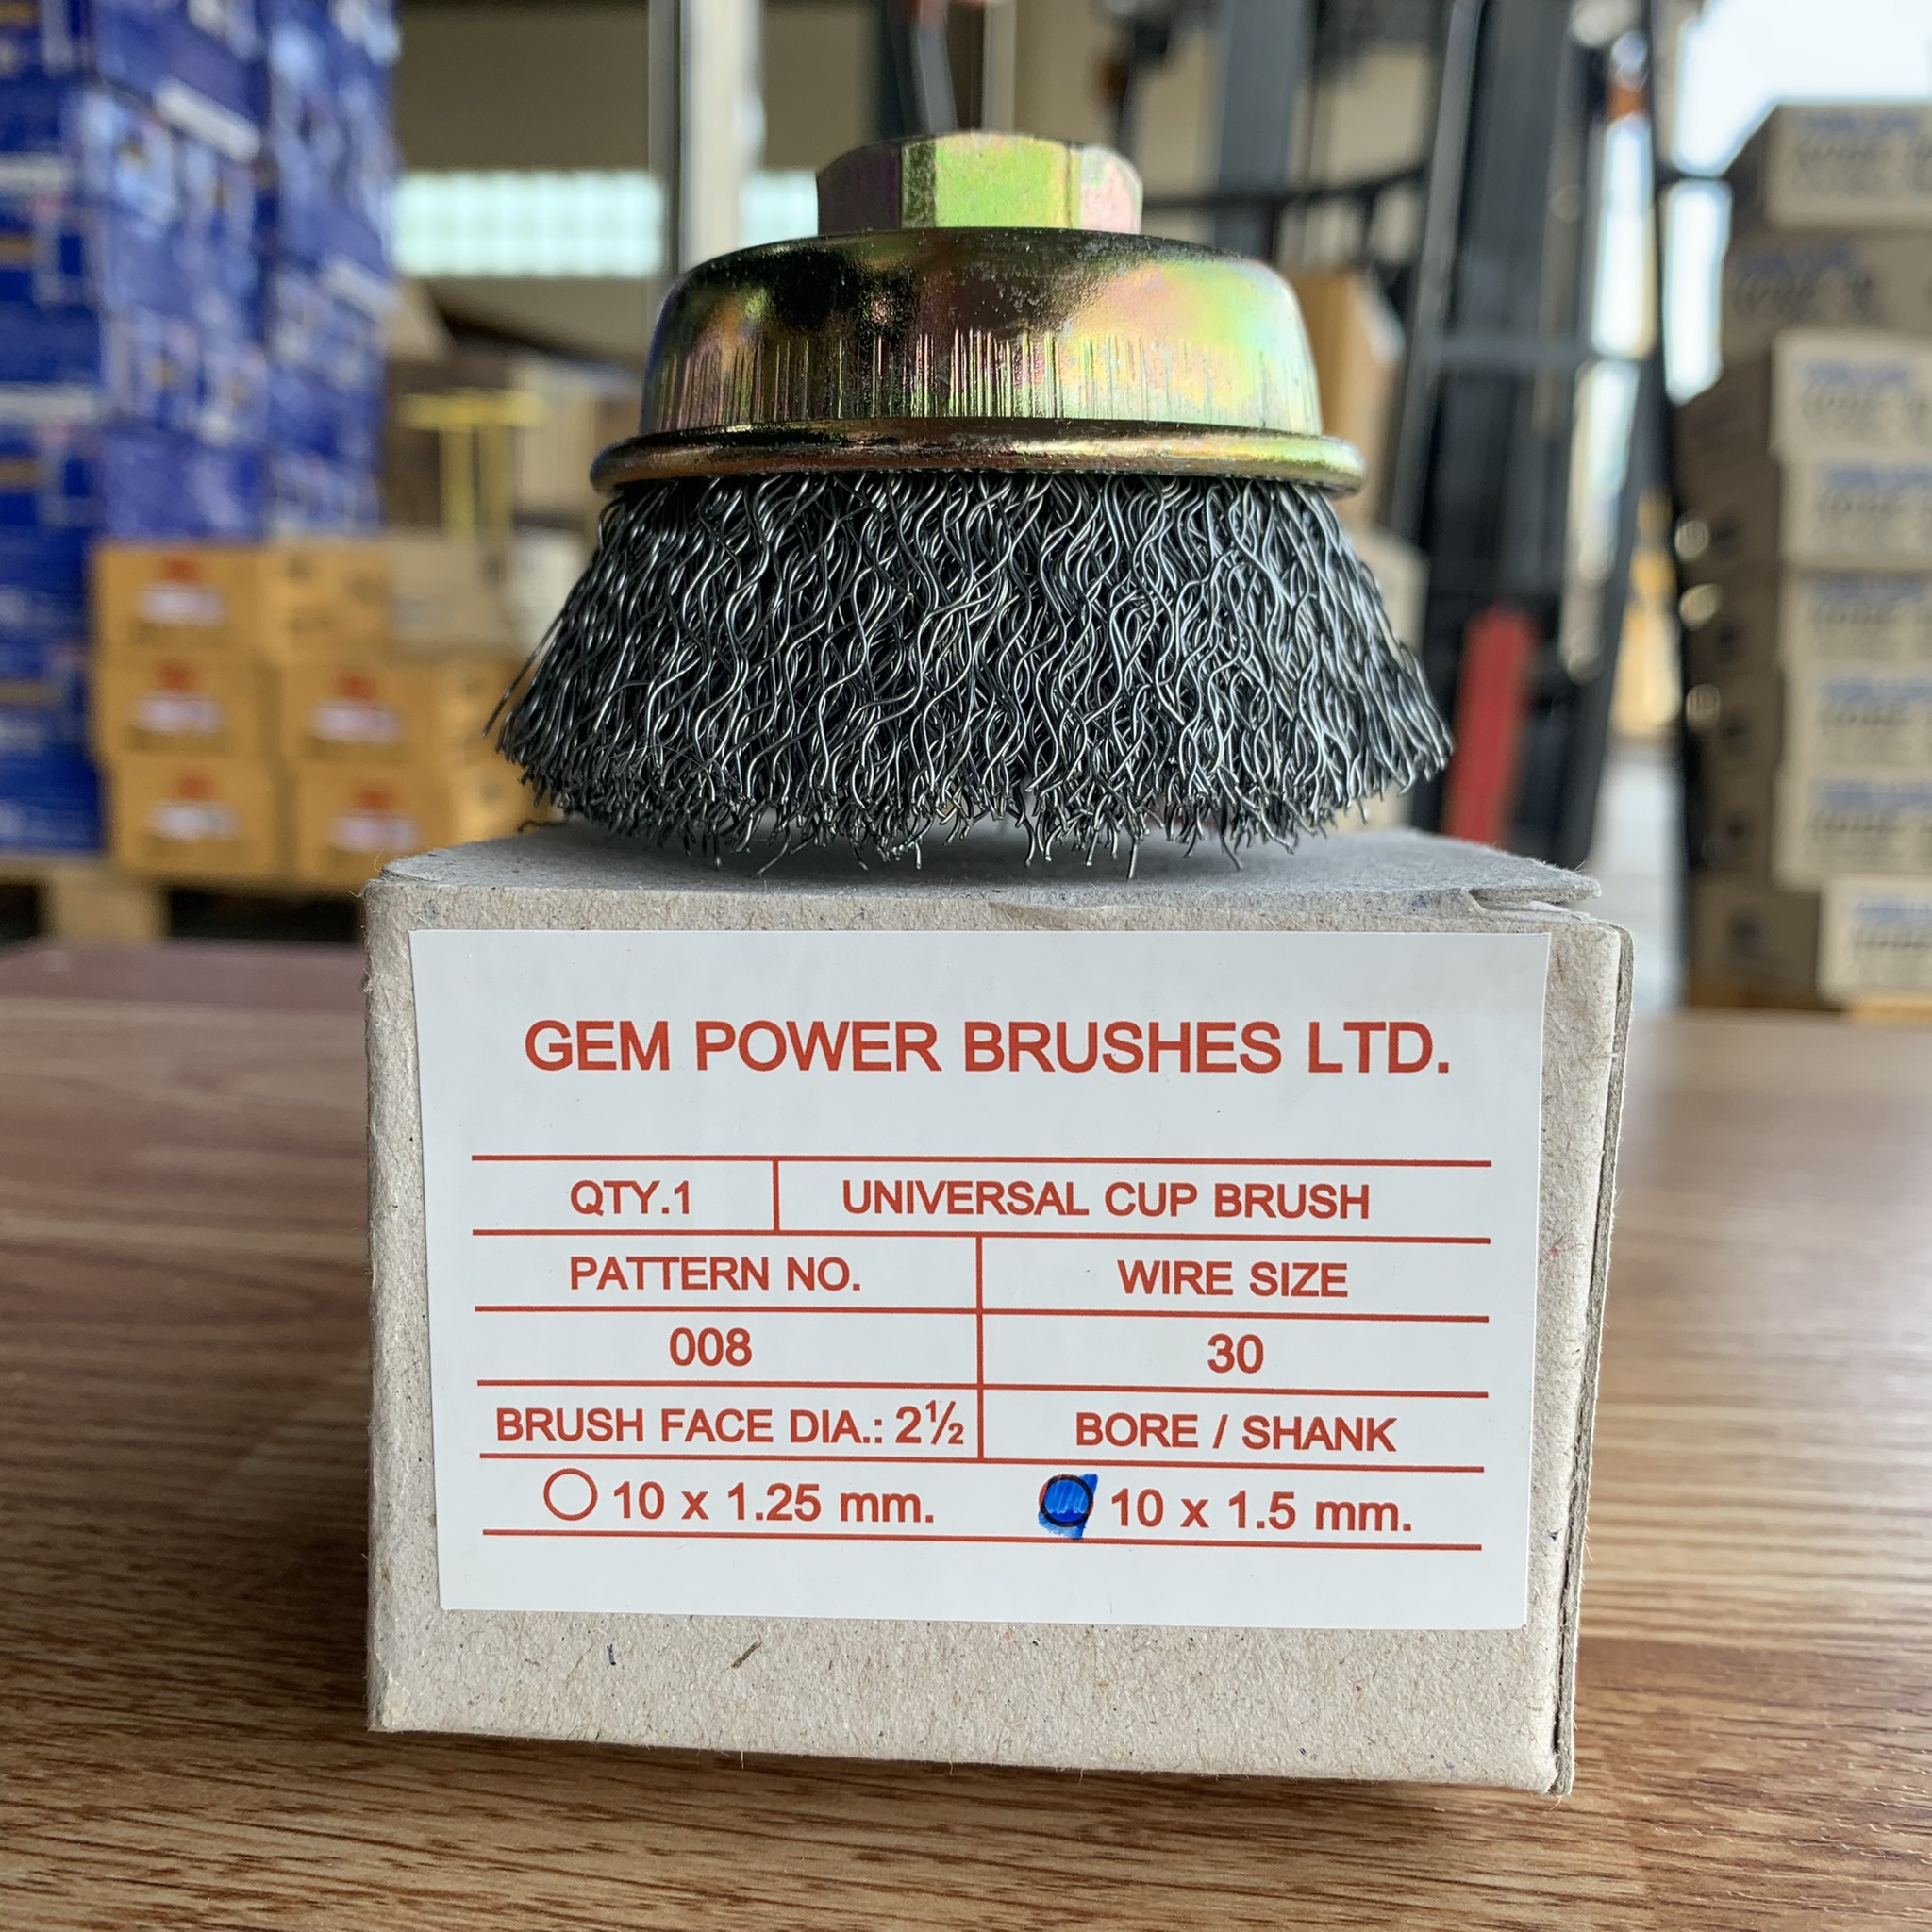 GEM POWER BRUSHES LTD.
QTY.1 UNIVERSAL CUP BRUSH
PATTERN NO. WIRE SIZE
008 30
BRUSH FACE DIA.: 2½ BORE / SHANK
10 x 1.25 mm. 10 x 1.5 mm.